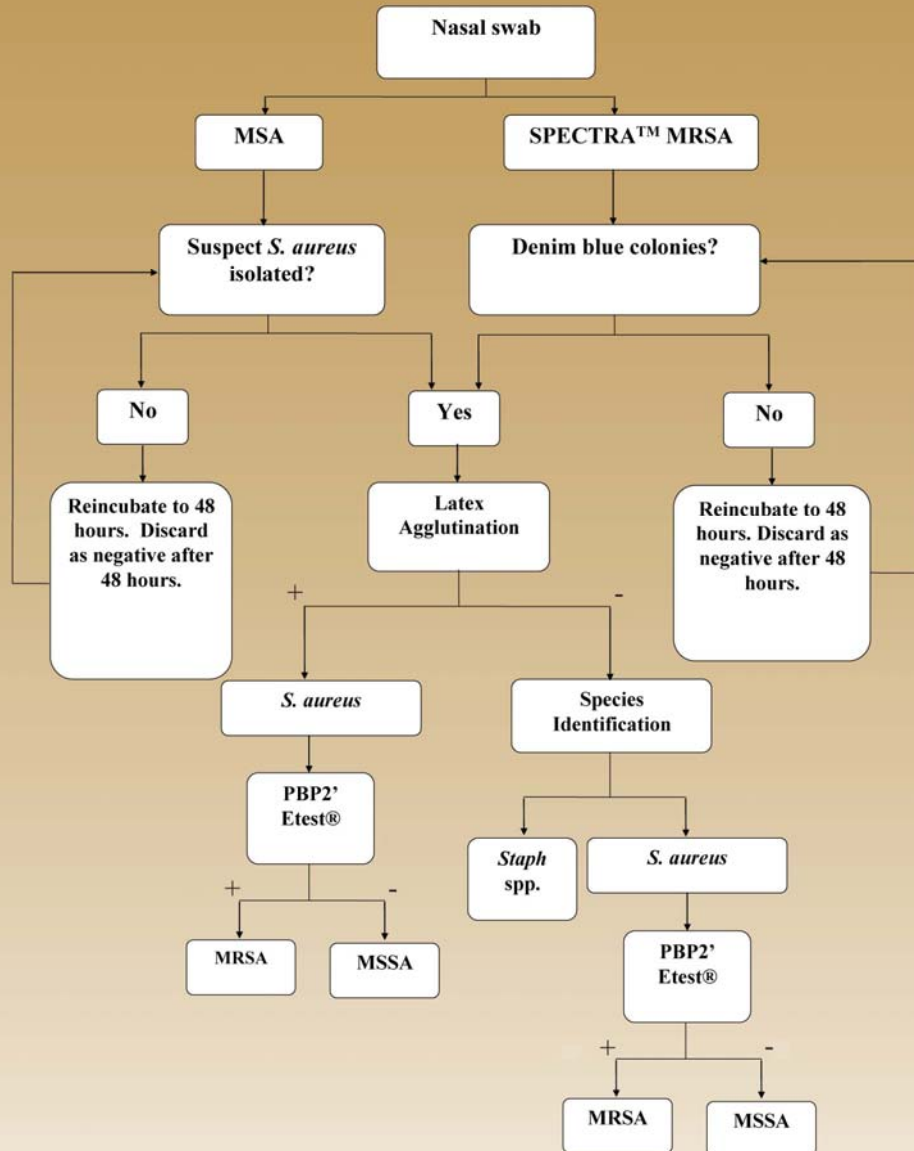 Nasal swab
MSA
SPECTRA™ MRSA
Suspect S. aureus
isolated?
Denim blue colonies?
No
Yes
No
Reincubate to 48
hours. Discard
as negative after
48 hours.
Latex
Agglutination
Reincubate to 48
hours. Discard as
negative after 48
hours.
+
-
S. aureus
Species
Identification
PBP2'
Etest®
Staph
spp.
S. aureus
+
-
MRSA
MSSA
PBP2'
Etest®
+
-
MRSA
MSSA